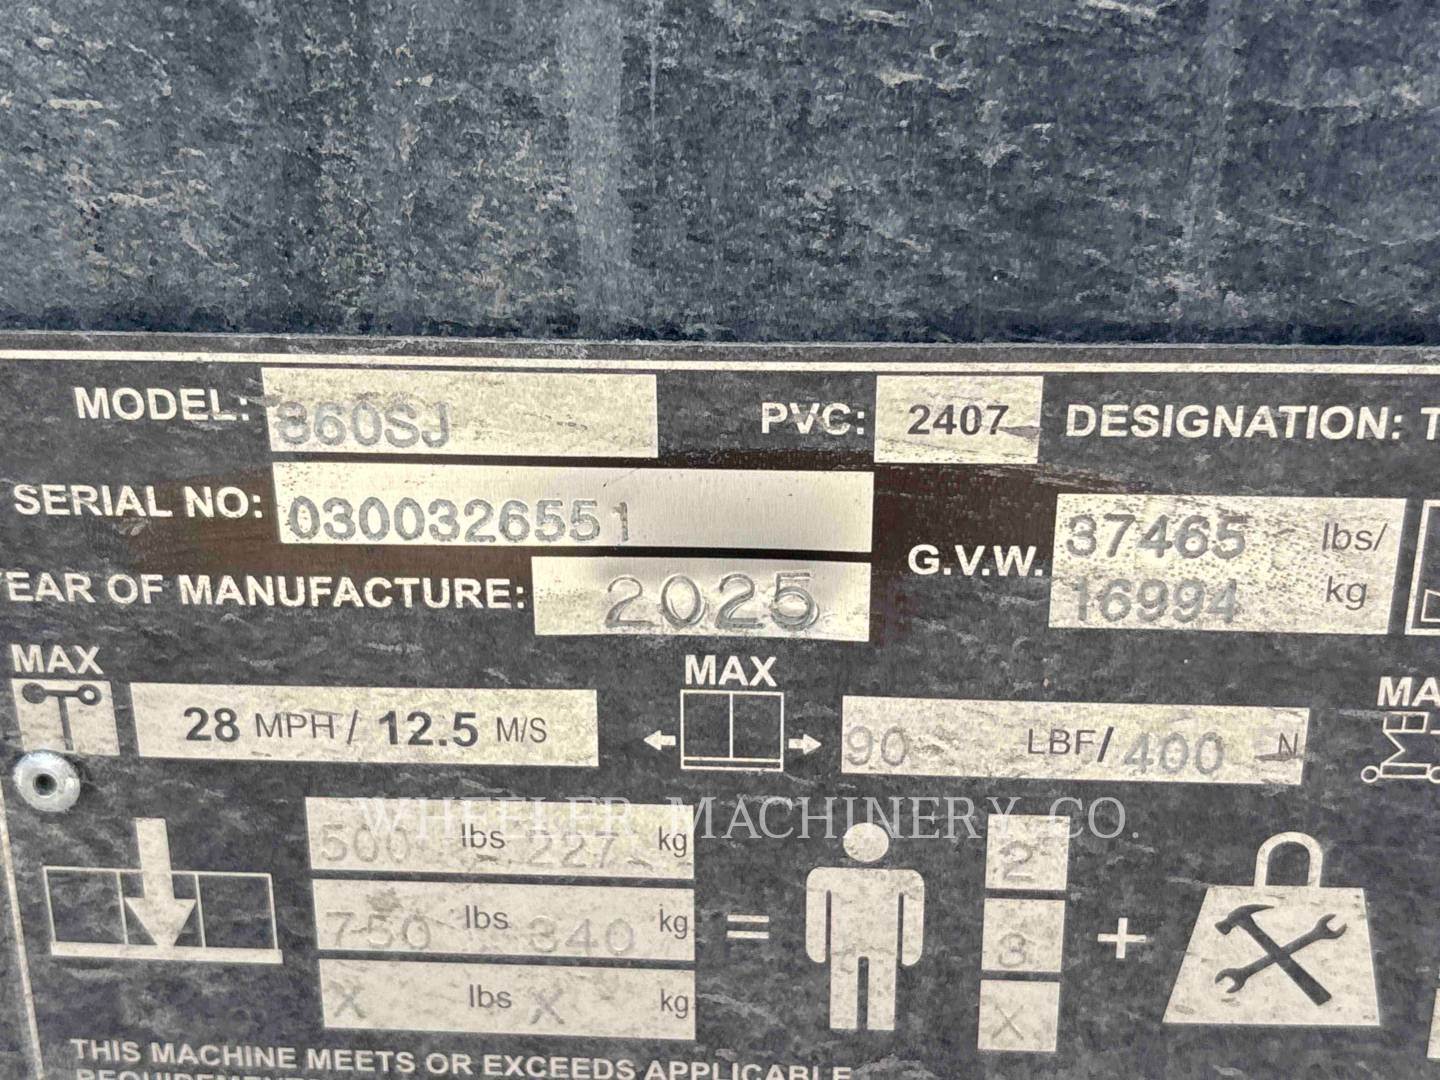 MODEL: 860SJ PVC: 2407 DESIGNATION: T
SERIAL NO: 0300326551
G.V.W. 37465 lbs/
16994 kg
EAR OF MANUFACTURE: 2025
MAX
28 MPH / 12.5 M/S
MAX
90 LBF/ 400 N
MA
WHEELER MACHINERY CO.
500 lbs 227 kg
750 lbs 340 kg
X lbs X kg
=
2
3
X
+
THIS MACHINE MEETS OR EXCEEDS APPLICABLE